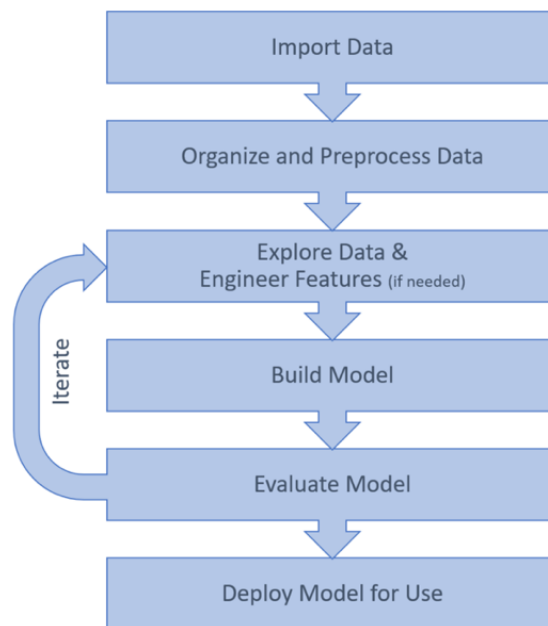 Import Data
Organize and Preprocess Data
Explore Data &
Engineer Features (if needed)
Iterate
Build Model
Evaluate Model
Deploy Model for Use